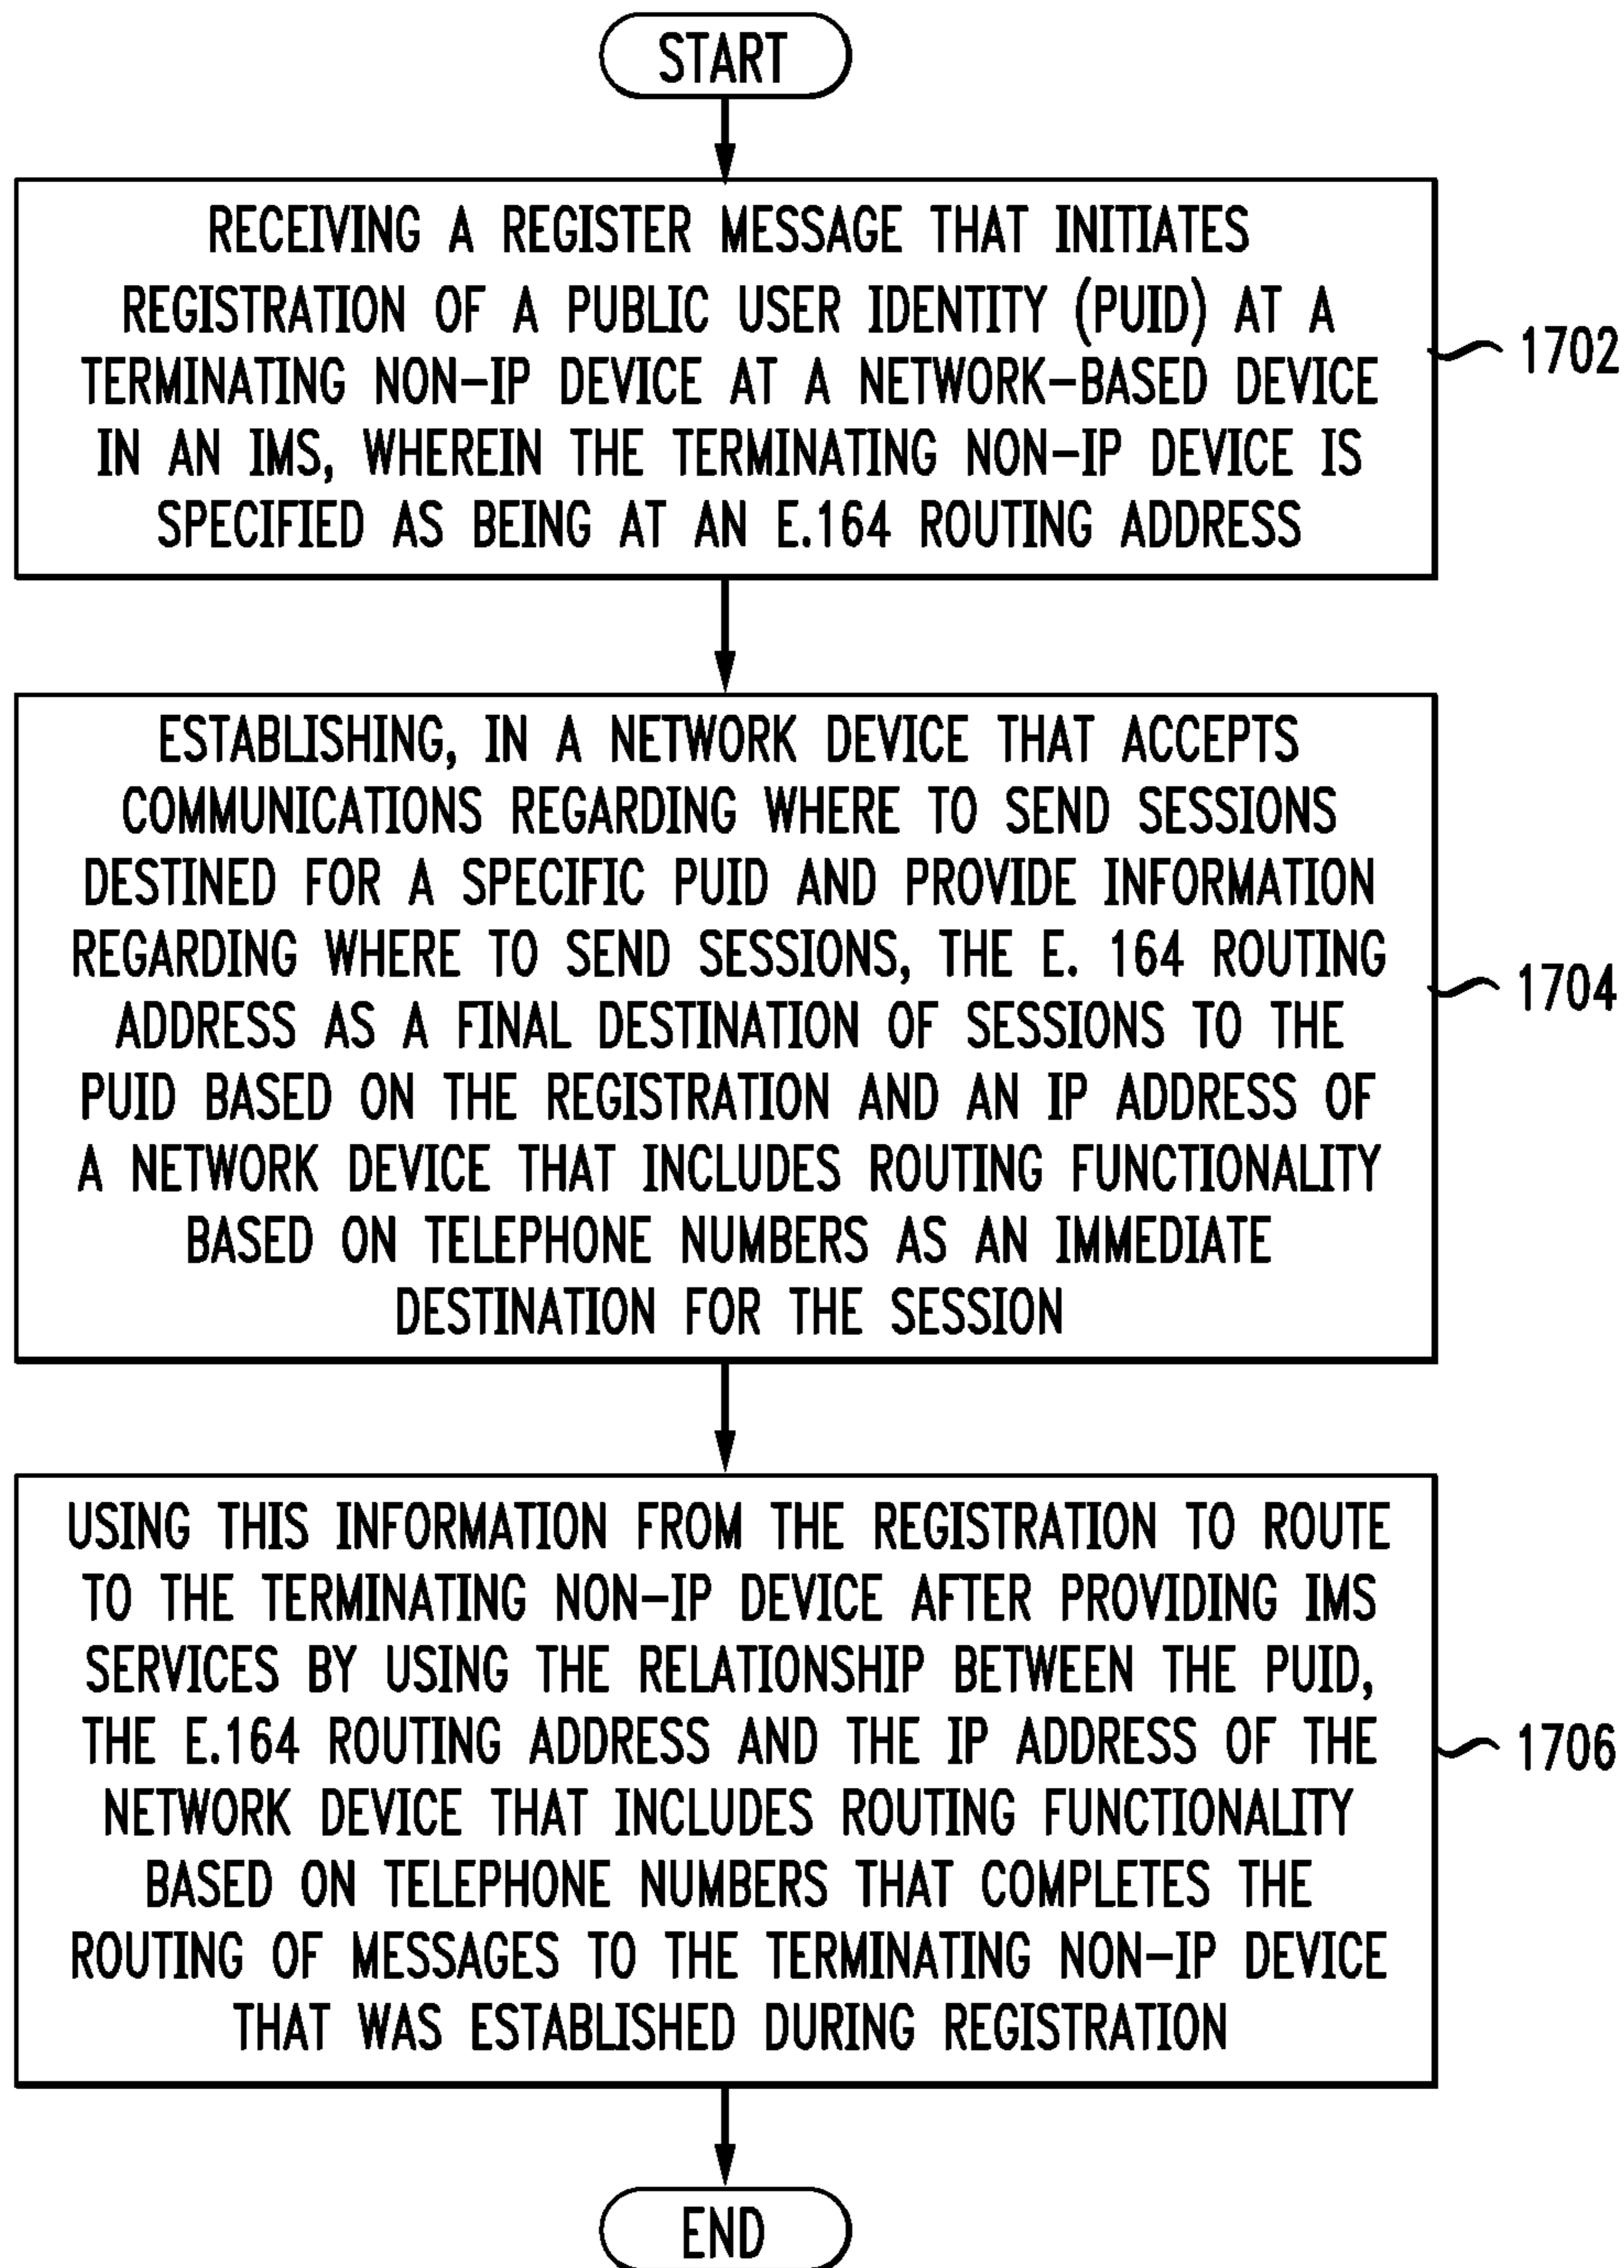 START
RECEIVING A REGISTER MESSAGE THAT INITIATES
REGISTRATION OF A PUBLIC USER IDENTITY (PUID) AT A
TERMINATING NON-IP DEVICE AT A NETWORK-BASED DEVICE
IN AN IMS, WHEREIN THE TERMINATING NON-IP DEVICE IS
SPECIFIED AS BEING AT AN E.164 ROUTING ADDRESS
1702
ESTABLISHING, IN A NETWORK DEVICE THAT ACCEPTS
COMMUNICATIONS REGARDING WHERE TO SEND SESSIONS
DESTINED FOR A SPECIFIC PUID AND PROVIDE INFORMATION
REGARDING WHERE TO SEND SESSIONS, THE E. 164 ROUTING
ADDRESS AS A FINAL DESTINATION OF SESSIONS TO THE
PUID BASED ON THE REGISTRATION AND AN IP ADDRESS OF
A NETWORK DEVICE THAT INCLUDES ROUTING FUNCTIONALITY
BASED ON TELEPHONE NUMBERS AS AN IMMEDIATE
DESTINATION FOR THE SESSION
1704
USING THIS INFORMATION FROM THE REGISTRATION TO ROUTE
TO THE TERMINATING NON-IP DEVICE AFTER PROVIDING IMS
SERVICES BY USING THE RELATIONSHIP BETWEEN THE PUID,
THE E.164 ROUTING ADDRESS AND THE IP ADDRESS OF THE
NETWORK DEVICE THAT INCLUDES ROUTING FUNCTIONALITY
BASED ON TELEPHONE NUMBERS THAT COMPLETES THE
ROUTING OF MESSAGES TO THE TERMINATING NON-IP DEVICE
THAT WAS ESTABLISHED DURING REGISTRATION
1706
END